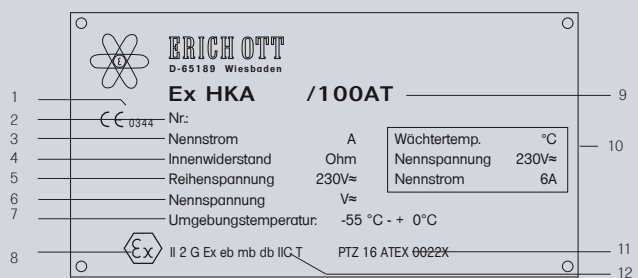 ERICH OTT
D-65189 Wiesbaden
Ex HKA /100AT
9
1
CE 0344
2
Nr.:
3
Nennstrom A
4
Innenwiderstand Ohm
5
Reihenspannung 230V≈
6
Nennspannung V≈
7
Umgebungstemperatur: -55 °C - + 0°C
Wächtertemp. °C
Nennspannung 230V≈
Nennstrom 6A
10
8
Ex II 2 G Ex eb mb db IIC T PTZ 16 ATEX 0022X
11
12
ε